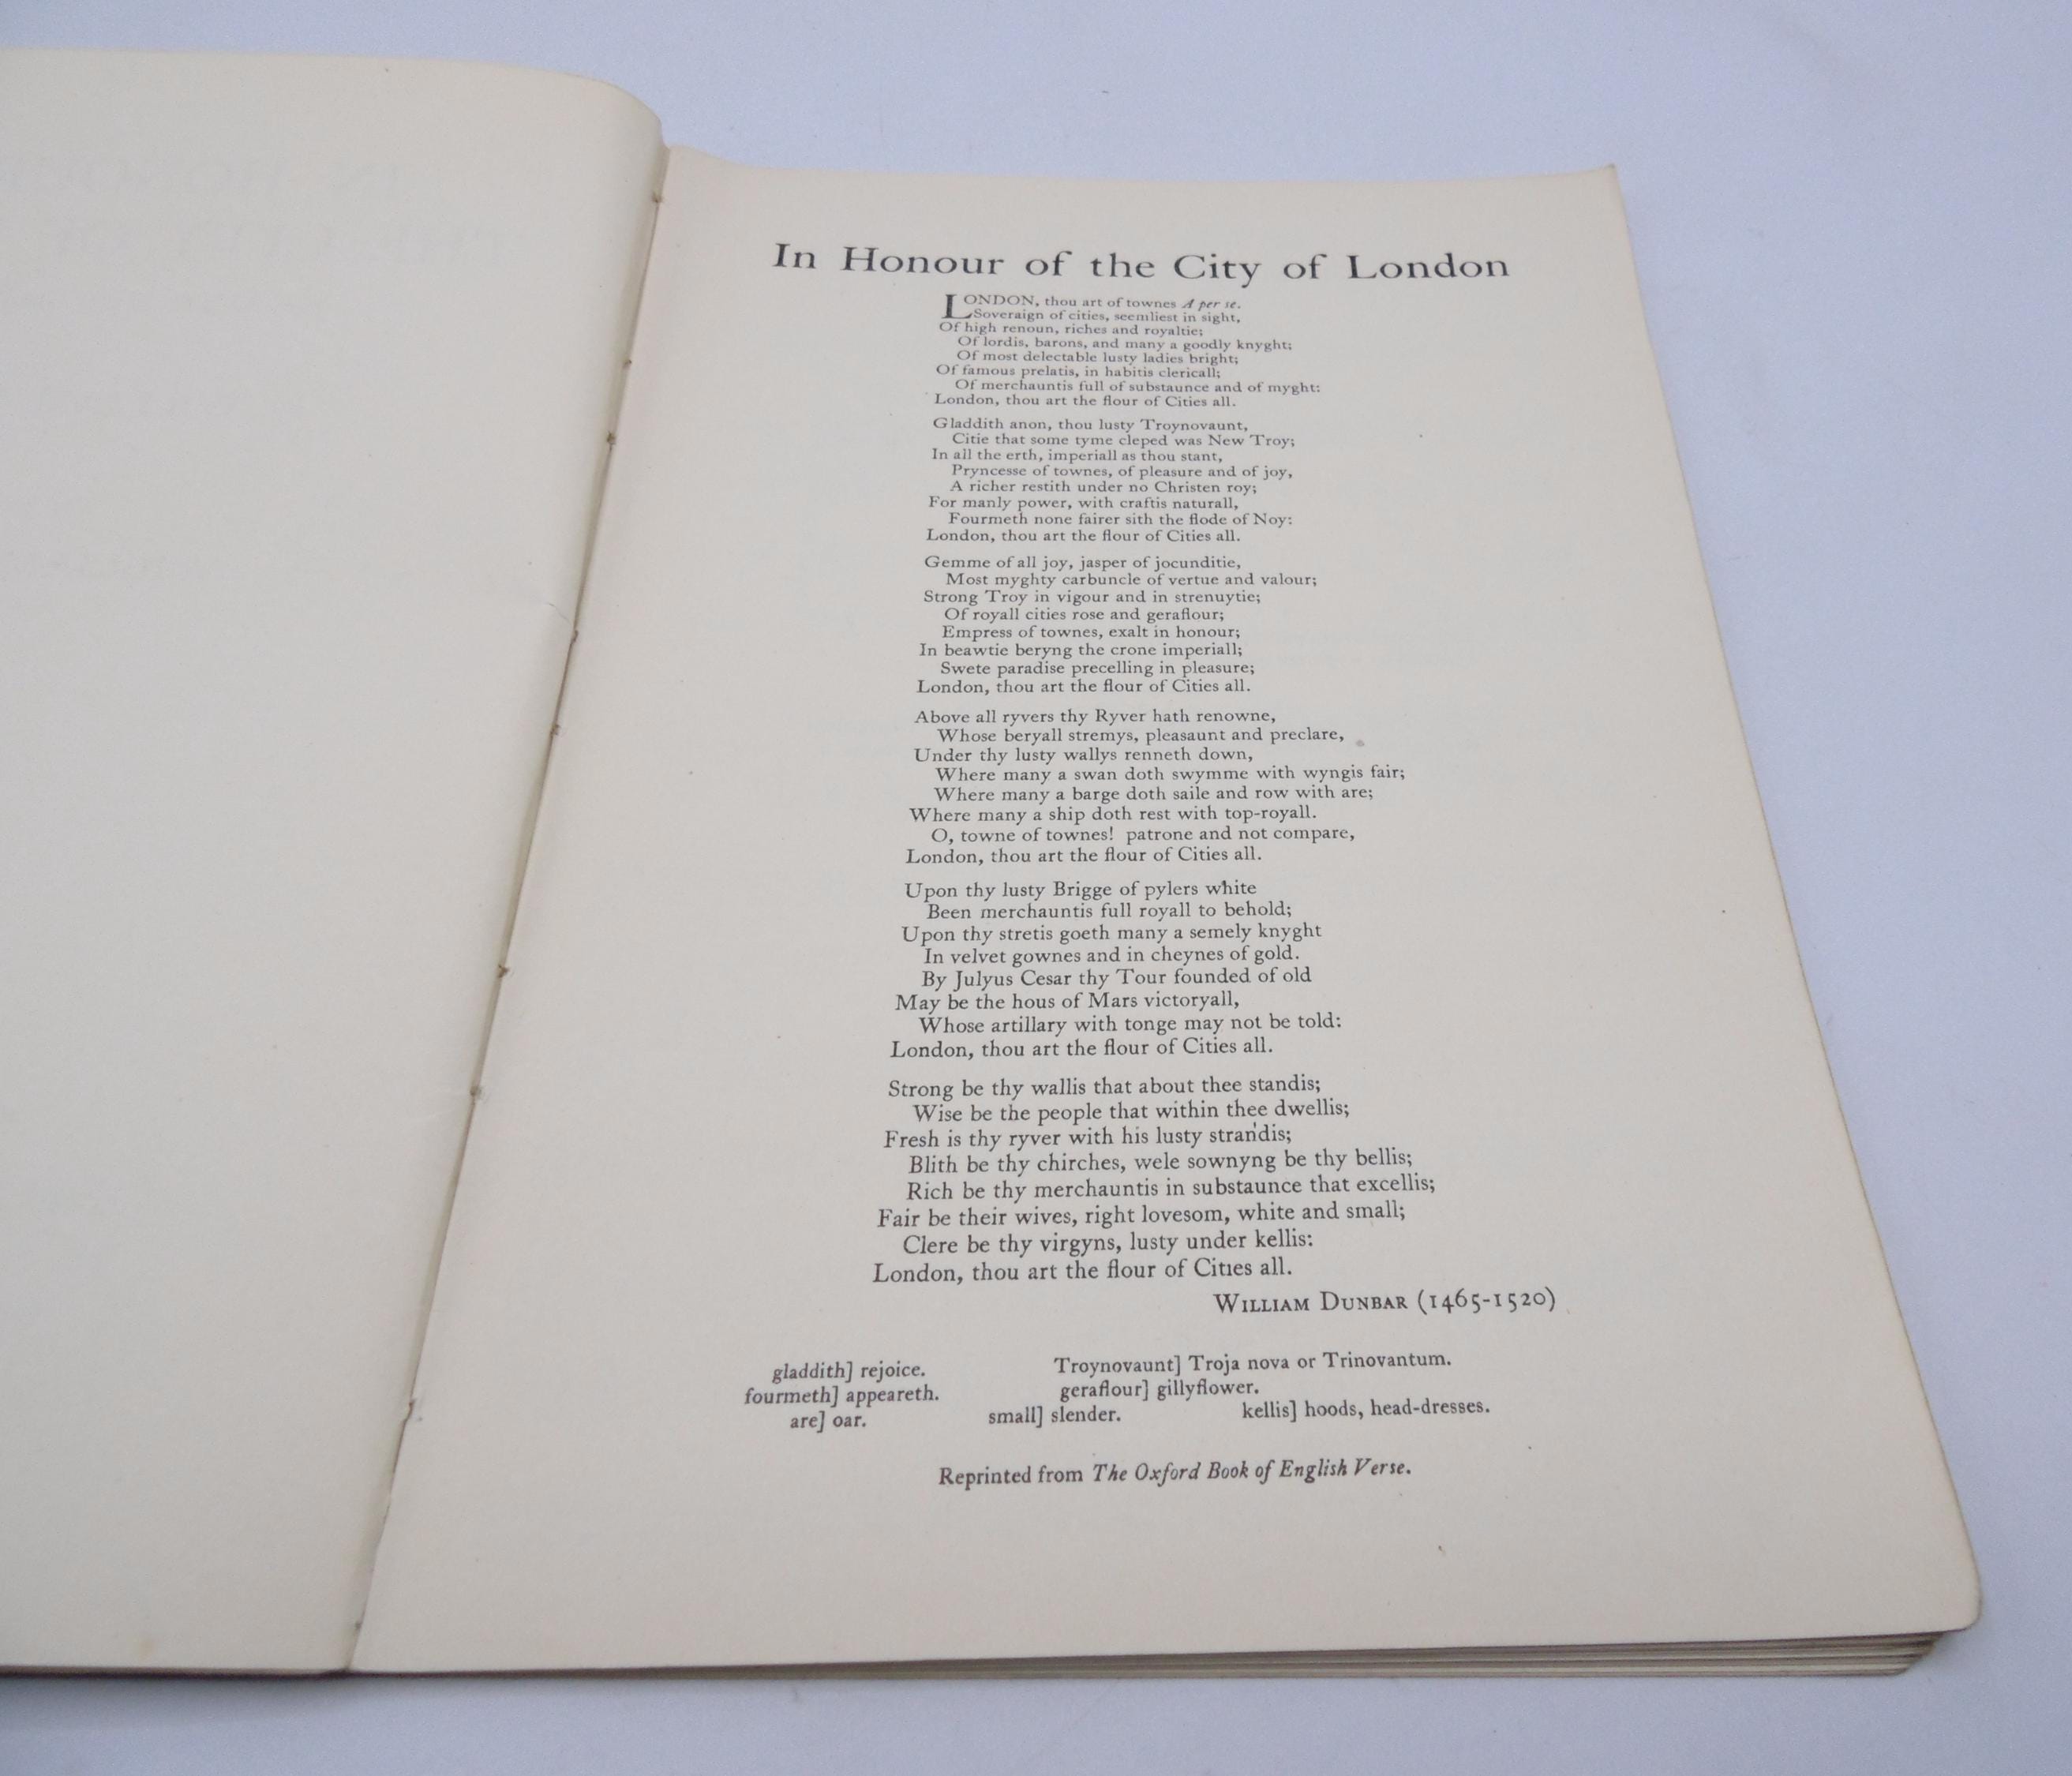 In Honour of the City of London
LONDON, thou art of townes A per se.
Soveraign of cities, seemliest in sight,
Of high renoun, riches and royaltie;
Of lordis, barons, and many a goodly knyght;
Of most delectable lusty ladies bright;
Of famous prelatis, in habitis clericall;
Of merchauntis full of substaunce and of myght:
London, thou art the flour of Cities all.
Gladdith anon, thou lusty Troynovaunt,
Citie that some tyme cleped was New Troy;
In all the erth, imperiall as thou stant,
Pryncesse of townes, of pleasure and of joy,
A richer restith under no Christen roy;
For manly power, with craftis naturall,
Fourmeth none fairer sith the flode of Noy:
London, thou art the flour of Cities all.
Gemme of all joy, jasper of jocunditie,
Most myghty carbuncle of vertue and valour;
Strong Troy in vigour and in strenuytie;
Of royall cities rose and geraflour;
Empress of townes, exalt in honour;
In beawtie beryng the crone imperiall;
Swete paradise precelling in pleasure;
London, thou art the flour of Cities all.
Above all ryvers thy Ryver hath renowne,
Whose beryall stremys, pleasaunt and preclare,
Under thy lusty wallys renneth down,
Where many a swan doth swymme with wyngis fair;
Where many a barge doth saile and row with are;
Where many a ship doth rest with top-royall.
O, towne of townes! patrone and not compare,
London, thou art the flour of Cities all.
Upon thy lusty Brigge of pylers white
Been merchauntis full royall to behold;
Upon thy stretis goeth many a semely knyght
In velvet gownes and in cheynes of gold.
By Julyus Cesar thy Tour founded of old
May be the hous of Mars victoryall,
Whose artillary with tonge may not be told:
London, thou art the flour of Cities all.
Strong be thy wallis that about thee standis;
Wise be the people that within thee dwellis;
Fresh is thy ryver with his lusty strandis;
Blith be thy chirches, wele sownyng be thy bellis;
Rich be thy merchauntis in substaunce that excellis;
Fair be their wives, right lovesom, white and small;
Clere be thy virgyns, lusty under kellis:
London, thou art the flour of Cities all.
WILLIAM DUNBAR (1465-1520)
gladdith] rejoice. Troynovaunt] Troja nova or Trinovantum.
fourmeth] appeareth. geraflour] gillyflower.
are] oar. small] slender. kellis] hoods, head-dresses.
Reprinted from The Oxford Book of English Verse.